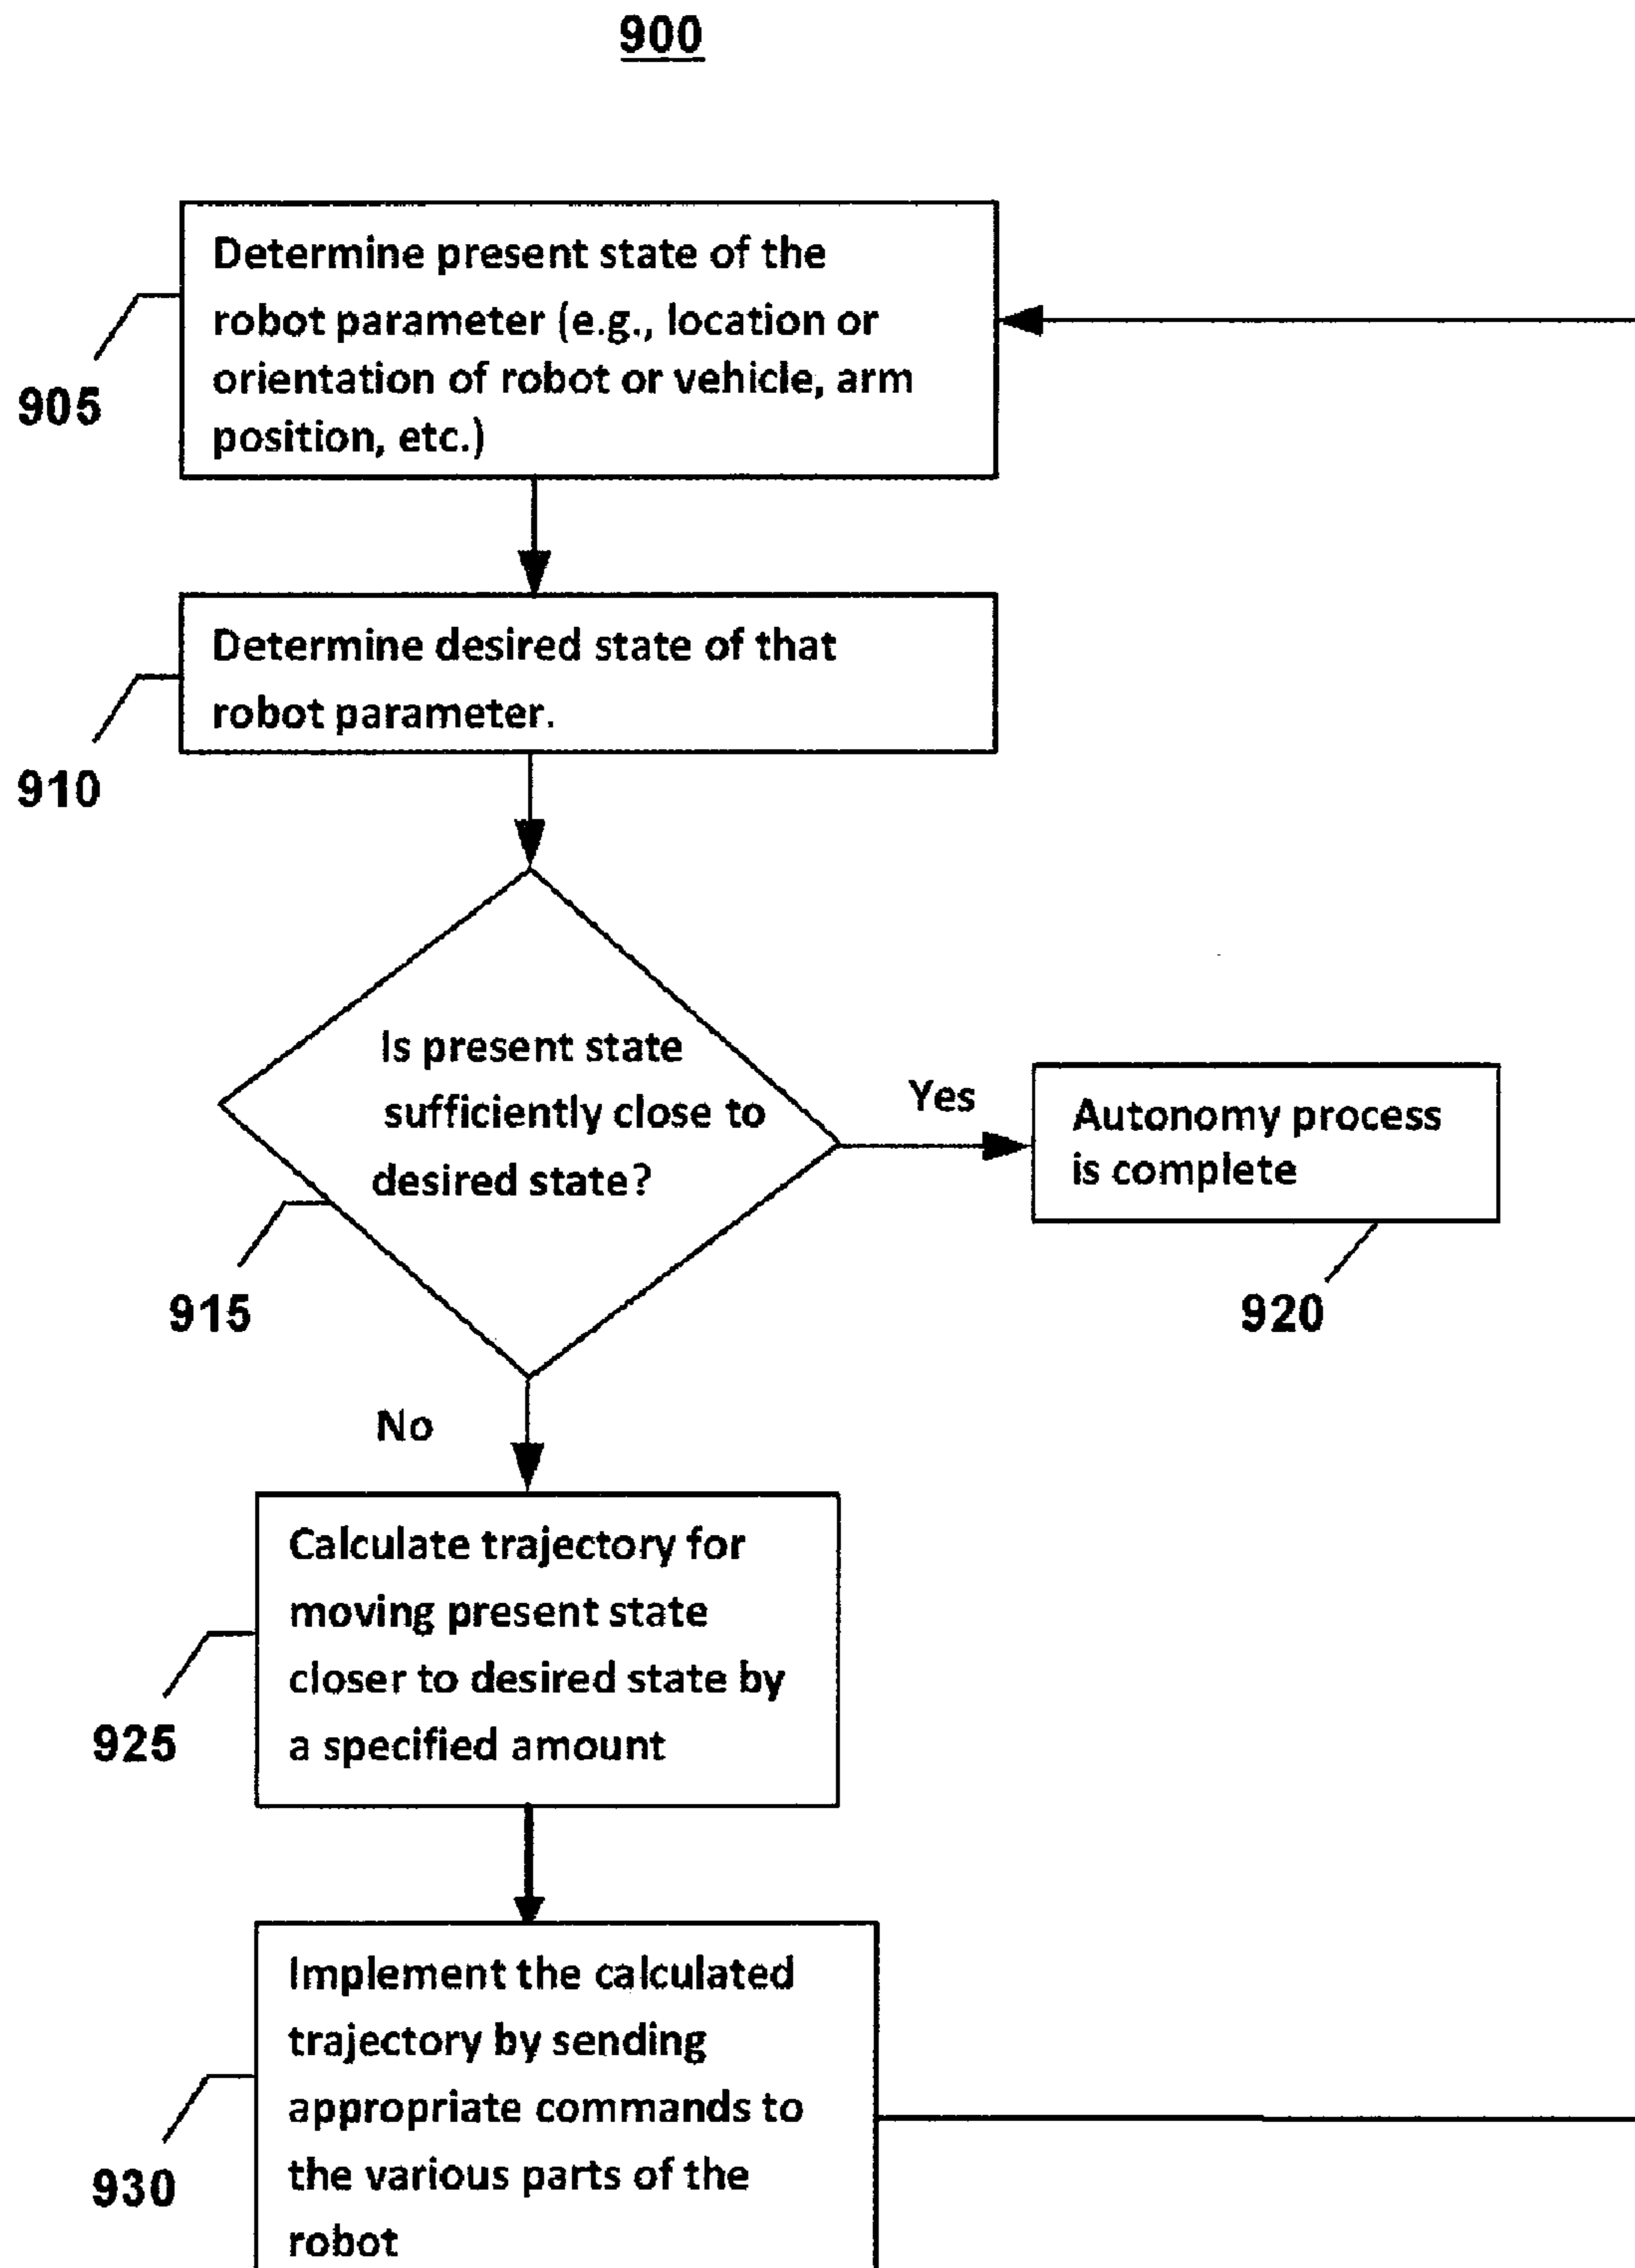 900
Determine present state of the
robot parameter (e.g., location or
orientation of robot or vehicle, arm
position, etc.)
905
Determine desired state of that
robot parameter.
910
Is present state
sufficiently close to
desired state?
915
Yes
Autonomy process
is complete
920
No
Calculate trajectory for
moving present state
closer to desired state by
a specified amount
925
Implement the calculated
trajectory by sending
appropriate commands to
the various parts of the
robot
930